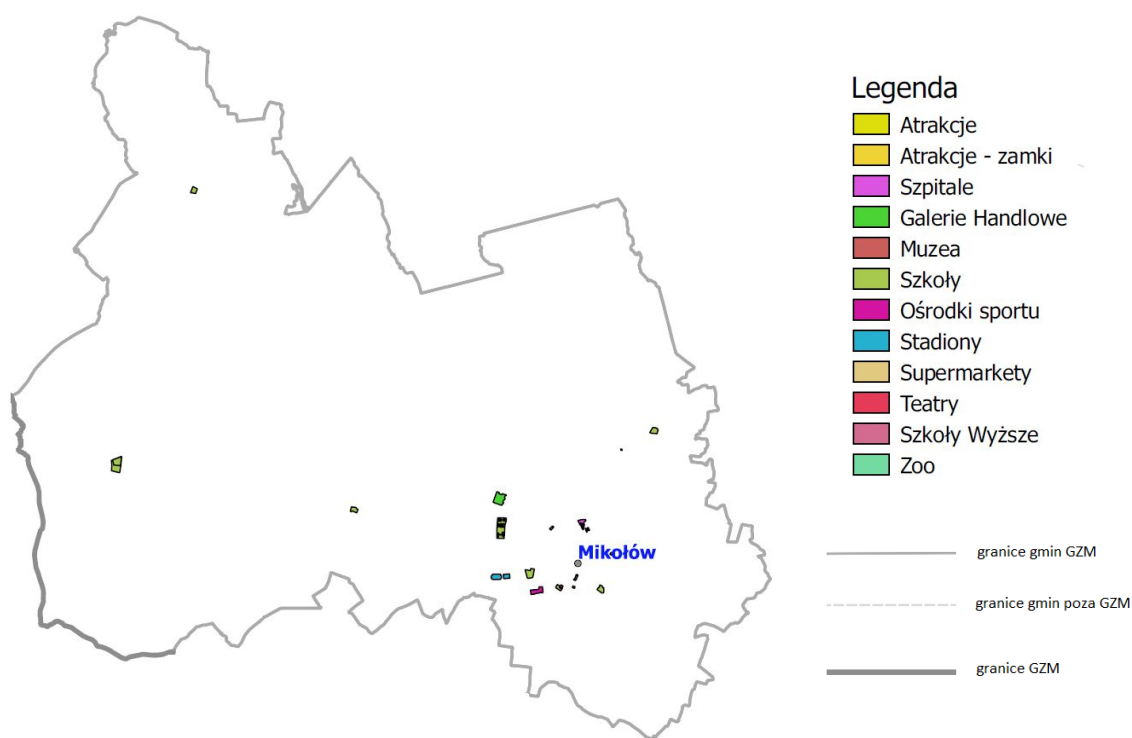 Legenda
Atrakcje
Atrakcje - zamki
Szpitale
Galerie Handlowe
Muzea
Szkoły
Ośrodki sportu
Stadiony
Supermarkety
Teatry
Szkoły Wyższe
Zoo
Mikołów
granice gmin GZM
granice gmin poza GZM
granice GZM